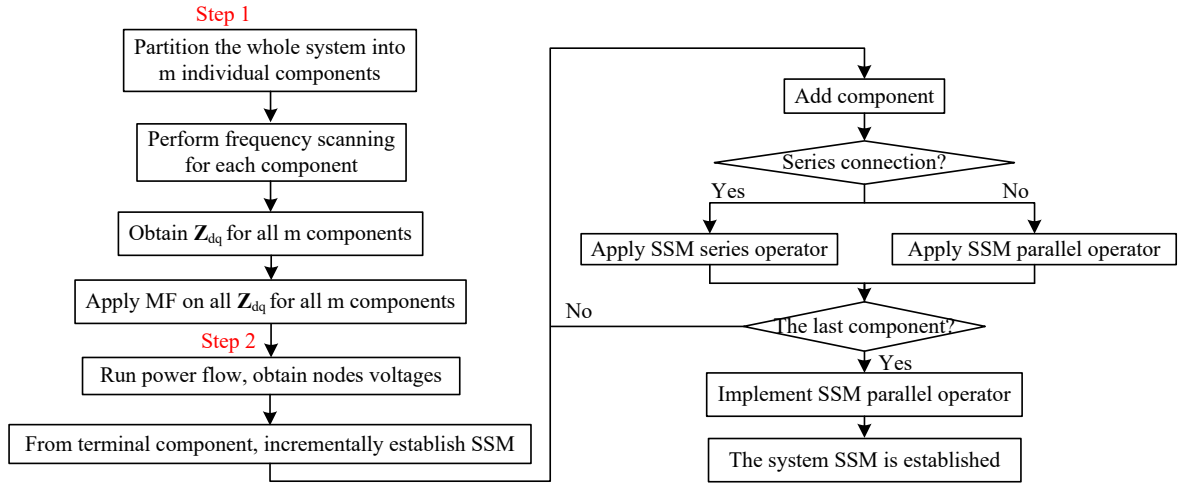 Step 1
Partition the whole system into
m individual components
Perform frequency scanning
for each component
Obtain Zdq for all m components
Apply MF on all Zdq for all m components
Step 2
Run power flow, obtain nodes voltages
From terminal component, incrementally establish SSM
Add component
Series connection?
Yes
No
Apply SSM series operator
Apply SSM parallel operator
The last component?
No
Yes
Implement SSM parallel operator
The system SSM is established